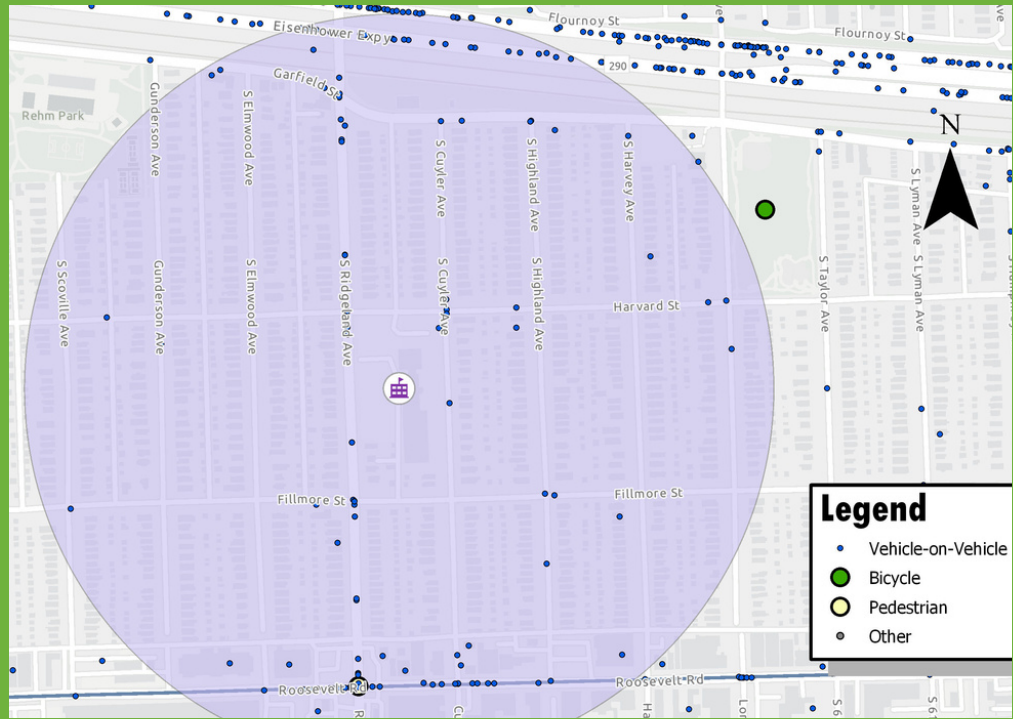 Flournoy St
Flournoy St
Eisenhower Expy
290
Garfield St
N
Rehm Park
Gunderson Ave
S Elmwood Ave
S Cuyler Ave
S Highland Ave
S Harvey Ave
S Lyman Ave
S Scoville Ave
Gunderson Ave
S Elmwood Ave
S Ridgeland Ave
S Cuyler Ave
S Highland Ave
S Taylor Ave
S Lyman Ave
Harvard St
Fillmore St
Fillmore St
Legend
Vehicle-on-Vehicle
Bicycle
Pedestrian
Other
Roosevelt Rd
Roosevelt Rd